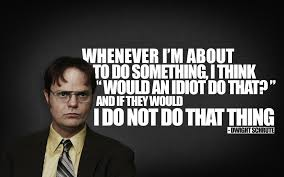 WHENEVER I'M ABOUT
TO DO SOMETHING, I THINK
"WOULD AN IDIOT DO THAT?"
AND IF THEY WOULD
I DO NOT DO THAT THING
- DWIGHT SCHRUTE